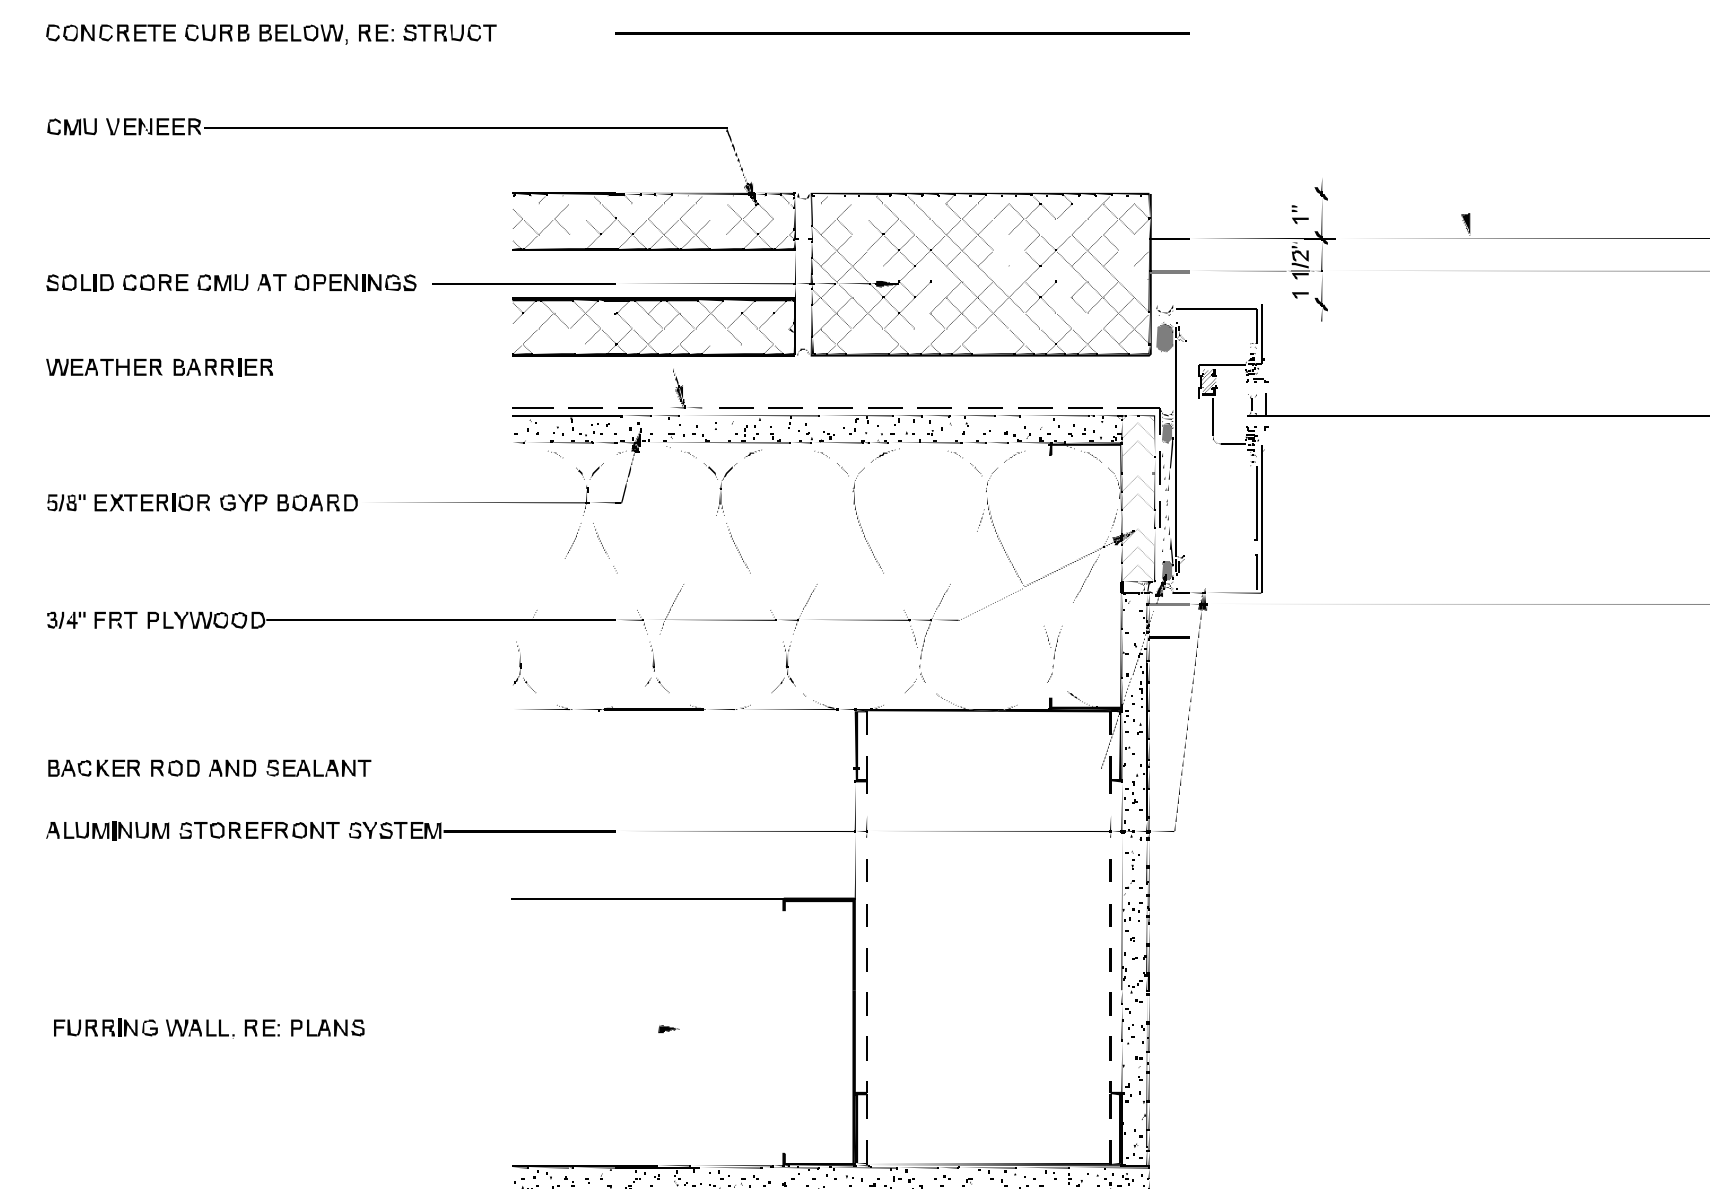 CONCRETE CURB BELOW, RE: STRUCT
CMU VENEER
1"
SOLID CORE CMU AT OPENINGS
1 1/2"
WEATHER BARRIER
5/8" EXTERIOR GYP BOARD
3/4" FRT PLYWOOD
BACKER ROD AND SEALANT
ALUMINUM STOREFRONT SYSTEM
FURRING WALL, RE: PLANS